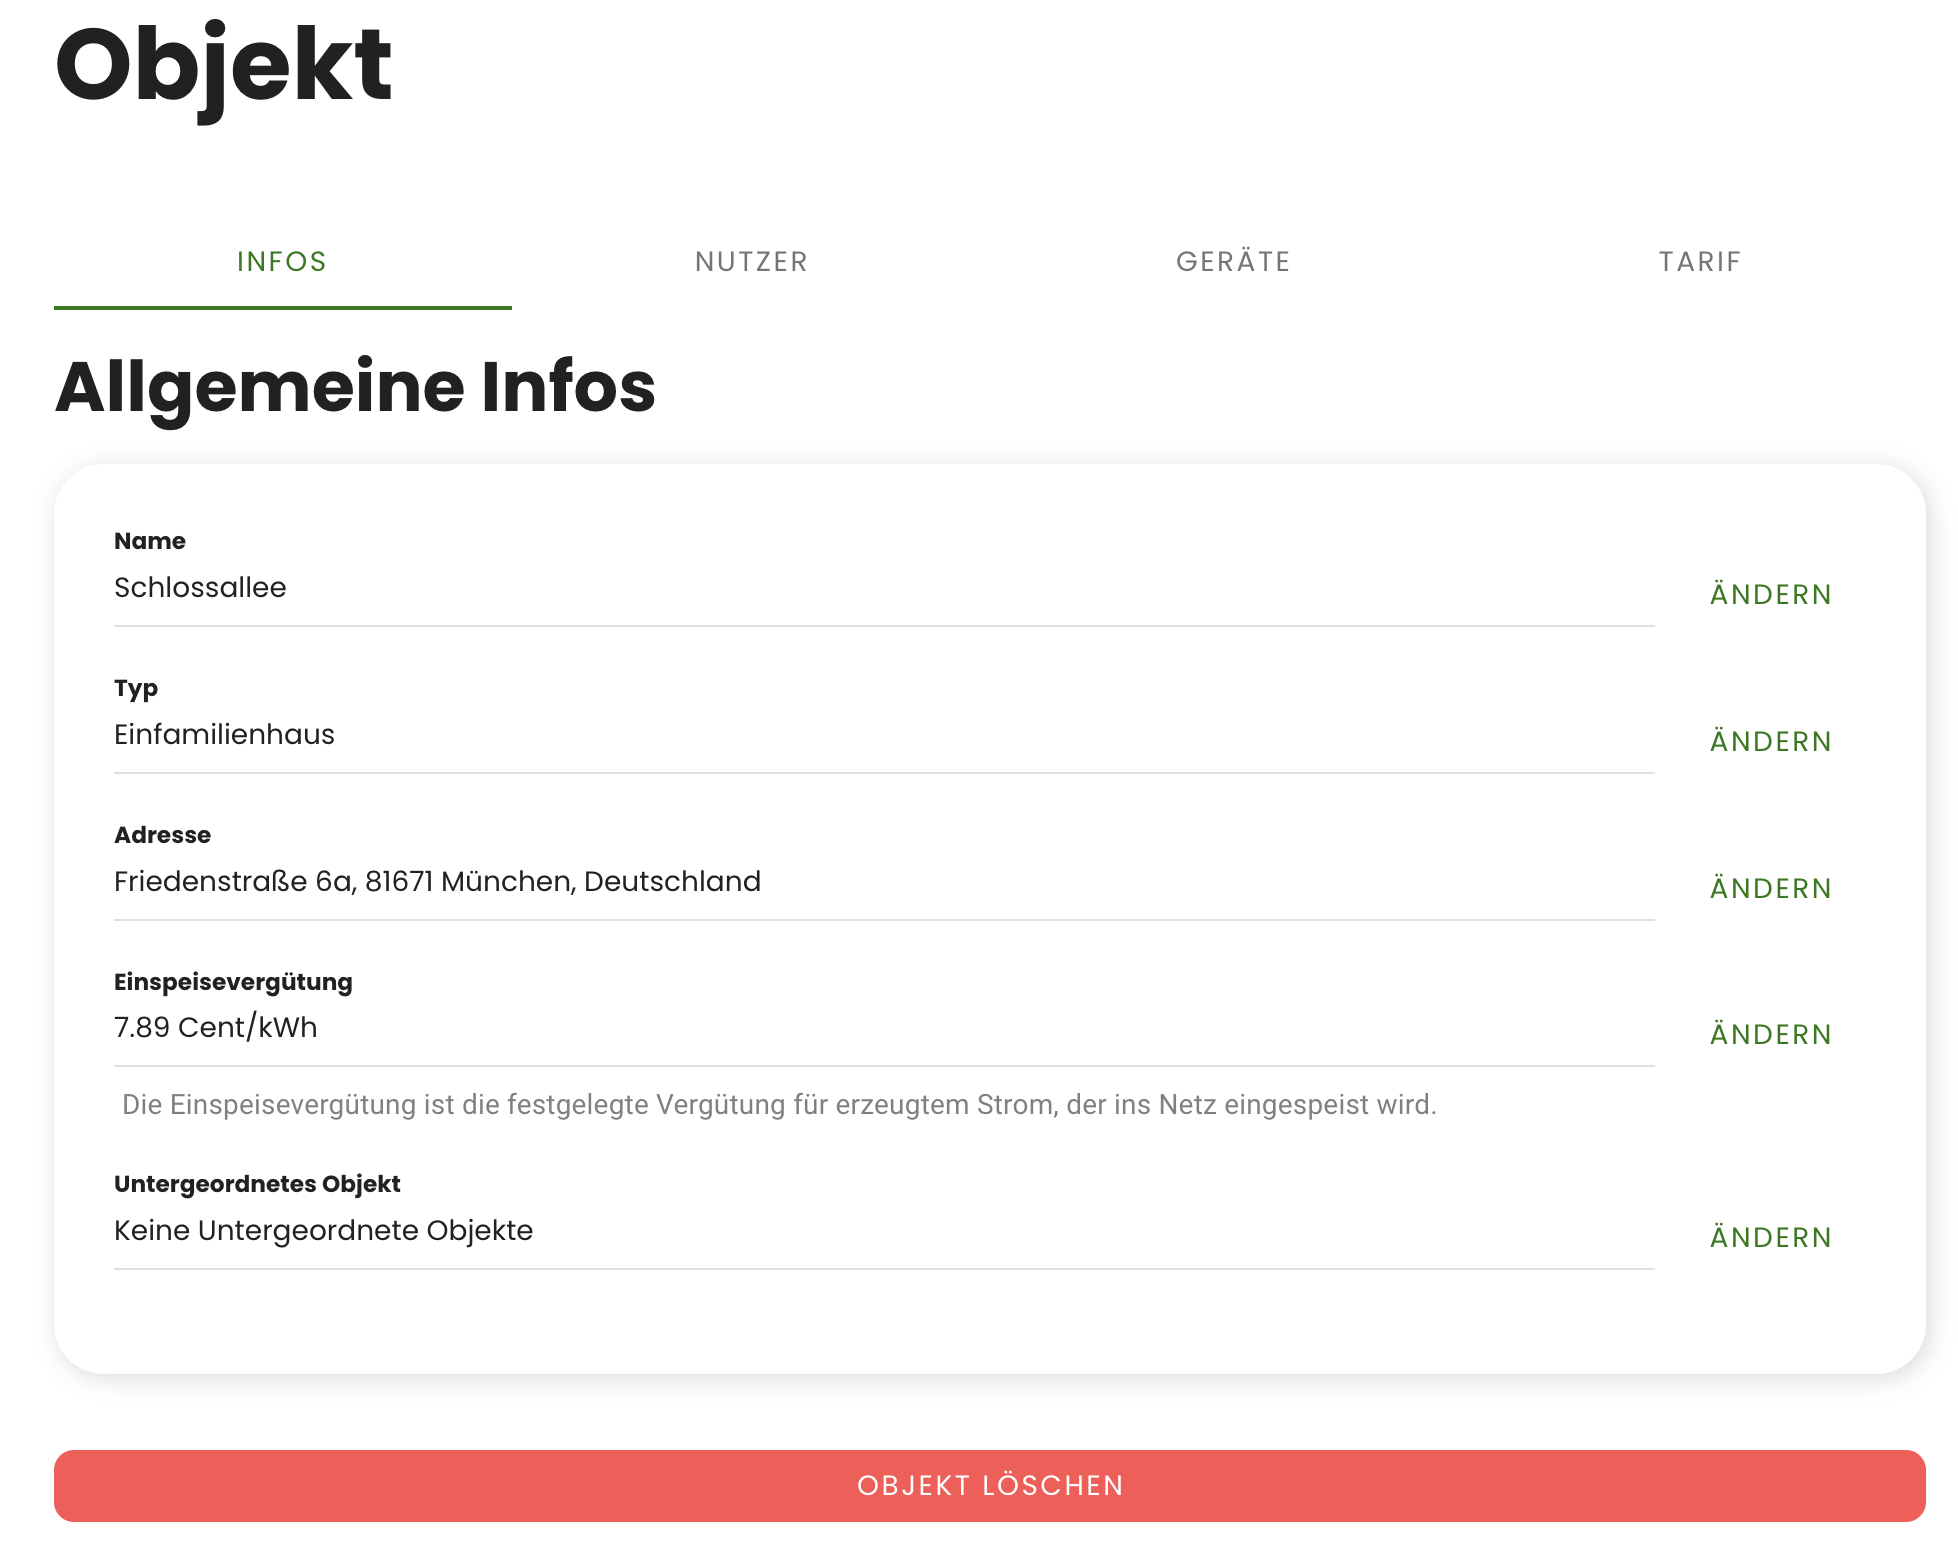 Objekt
INFOS
NUTZER
GERÄTE
TARIF
Allgemeine Infos
Name
Schlossallee
ÄNDERN
Typ
Einfamilienhaus
ÄNDERN
Adresse
Friedenstraße 6a, 81671 München, Deutschland
ÄNDERN
Einspeisevergütung
7.89 Cent/kWh
ÄNDERN
Die Einspeisevergütung ist die festgelegte Vergütung für erzeugtem Strom, der ins Netz eingespeist wird.
Untergeordnetes Objekt
Keine Untergeordnete Objekte
ÄNDERN
OBJEKT LÖSCHEN